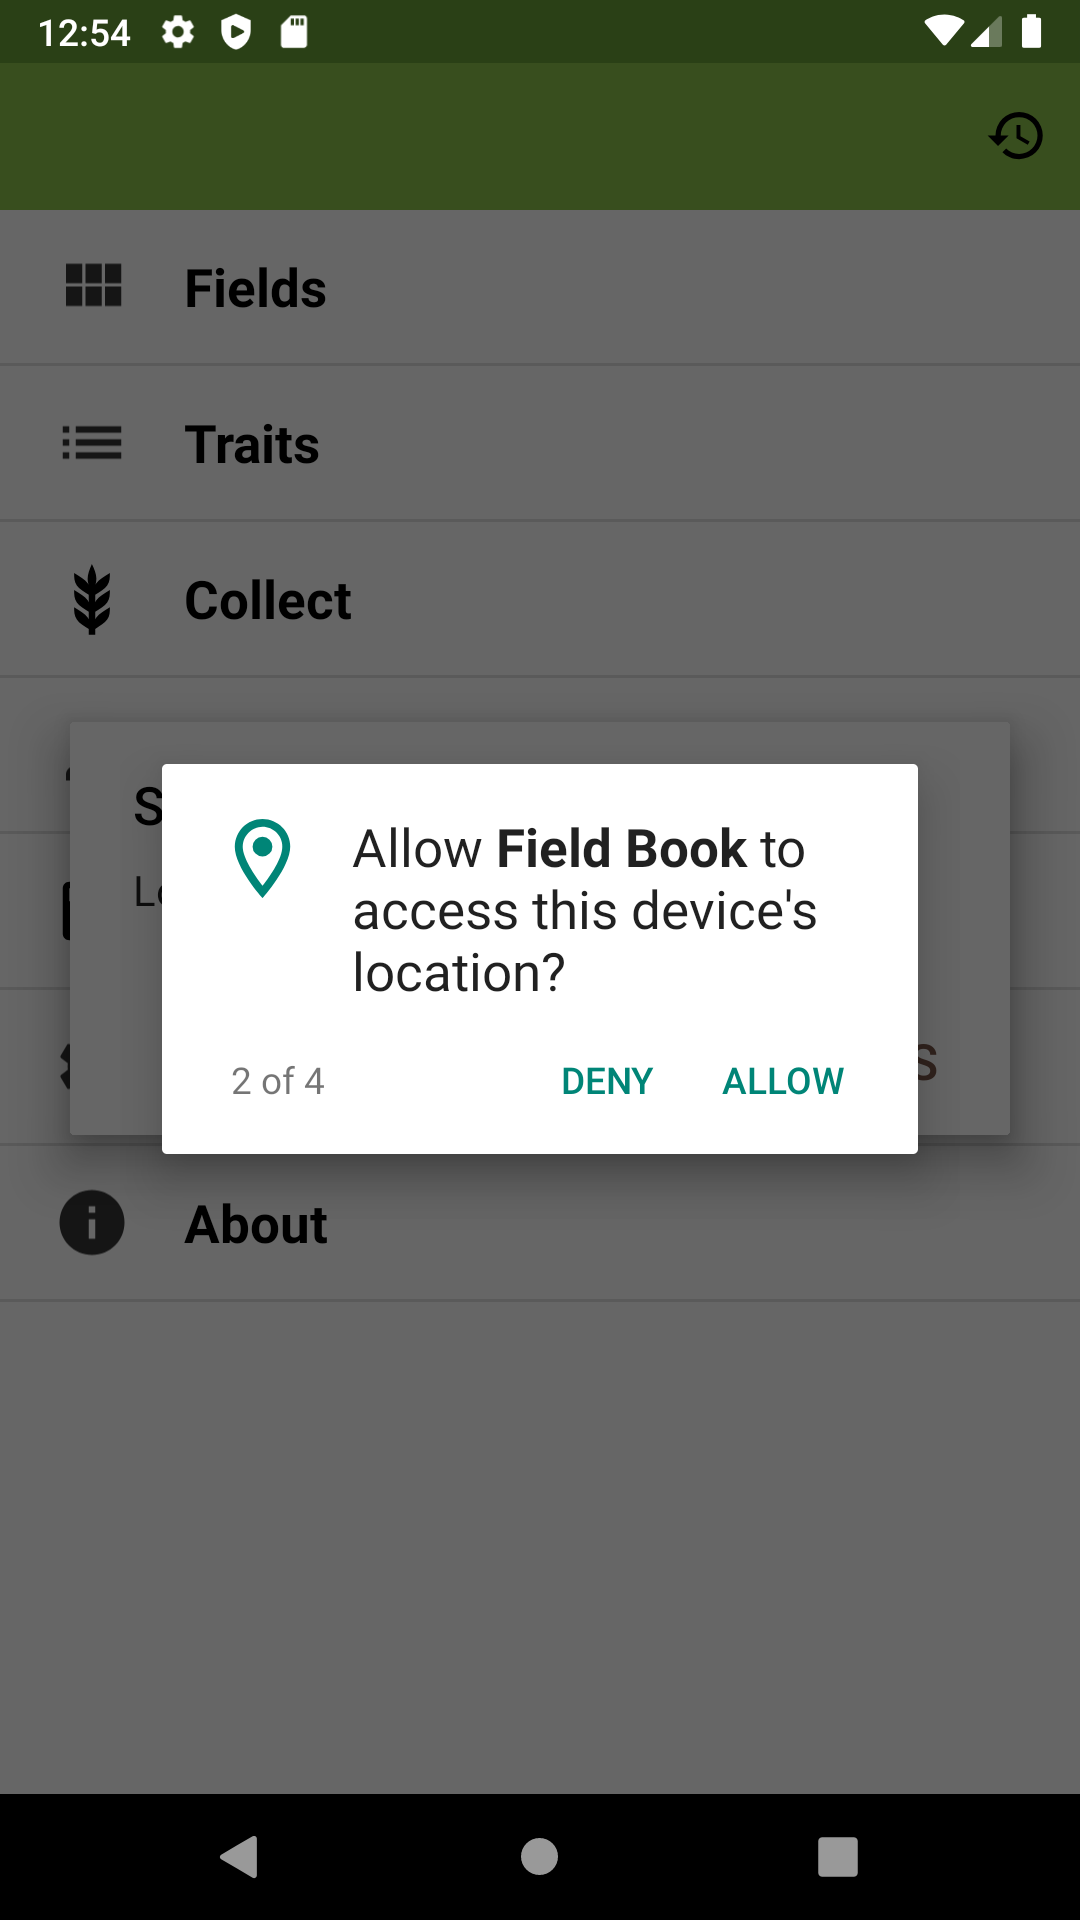 12:54
Fields
Traits
Collect
Allow Field Book to
access this device's
location?
2 of 4 DENY ALLOW
About